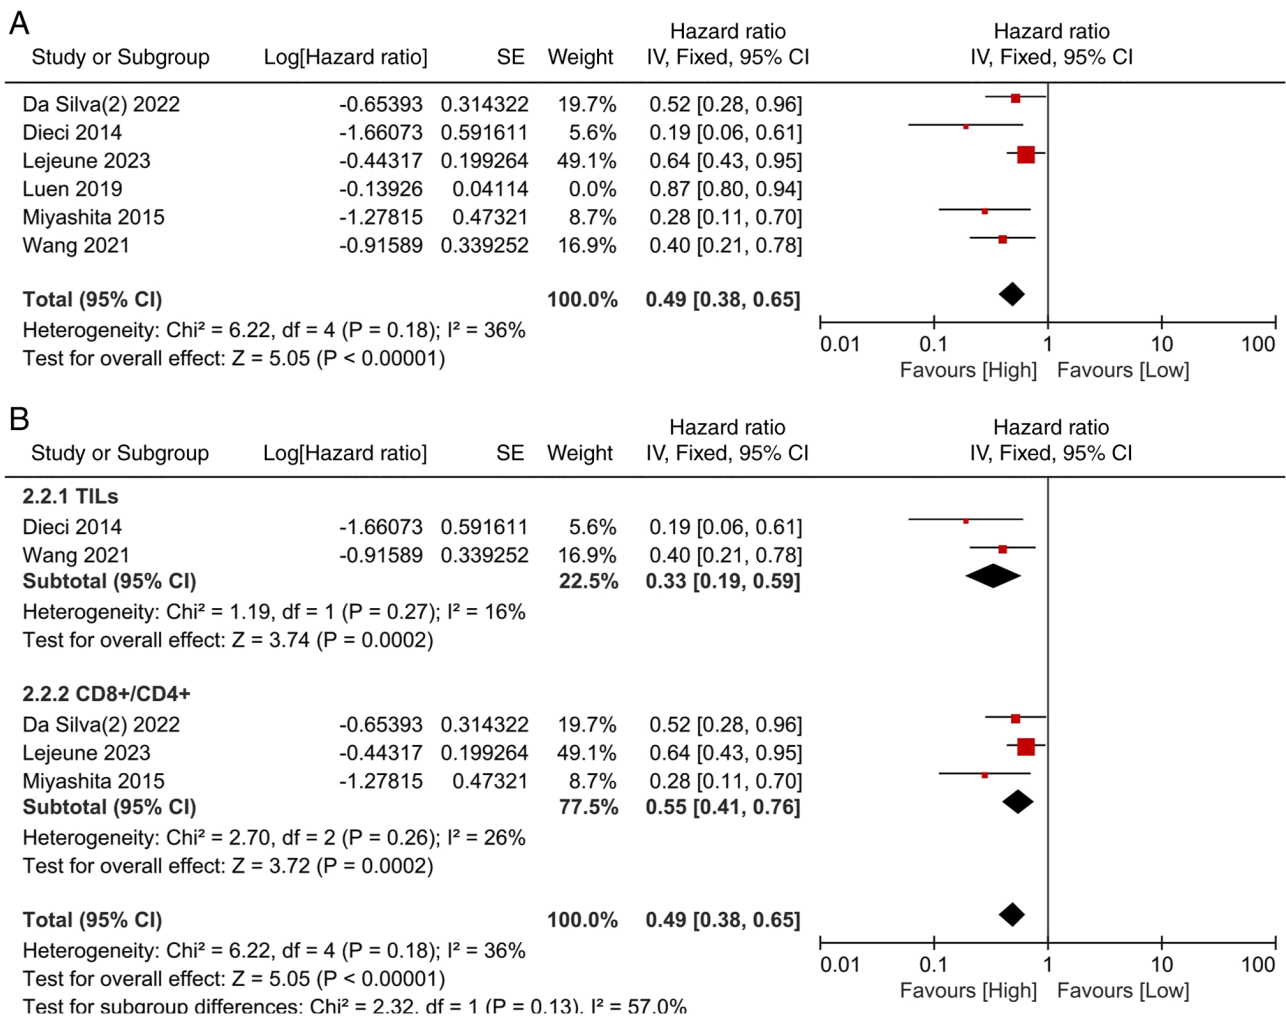 A
Hazard ratio Hazard ratio
Study or Subgroup Log[Hazard ratio] SE Weight IV, Fixed, 95% CI IV, Fixed, 95% CI
Da Silva(2) 2022 -0.65393 0.314322 19.7% 0.52 [0.28, 0.96]
Dieci 2014 -1.66073 0.591611 5.6% 0.19 [0.06, 0.61]
Lejeune 2023 -0.44317 0.199264 49.1% 0.64 [0.43, 0.95]
Luen 2019 -0.13926 0.04114 0.0% 0.87 [0.80, 0.94]
Miyashita 2015 -1.27815 0.47321 8.7% 0.28 [0.11, 0.70]
Wang 2021 -0.91589 0.339252 16.9% 0.40 [0.21, 0.78]
Total (95% CI) 100.0% 0.49 [0.38, 0.65]
Heterogeneity: Chi² = 6.22, df = 4 (P = 0.18); I² = 36%
Test for overall effect: Z = 5.05 (P < 0.00001)
0.01 0.1 1 10 100
Favours [High] Favours [Low]
B
Hazard ratio Hazard ratio
Study or Subgroup Log[Hazard ratio] SE Weight IV, Fixed, 95% CI IV, Fixed, 95% CI
2.2.1 TILs
Dieci 2014 -1.66073 0.591611 5.6% 0.19 [0.06, 0.61]
Wang 2021 -0.91589 0.339252 16.9% 0.40 [0.21, 0.78]
Subtotal (95% CI) 22.5% 0.33 [0.19, 0.59]
Heterogeneity: Chi² = 1.19, df = 1 (P = 0.27); I² = 16%
Test for overall effect: Z = 3.74 (P = 0.0002)
2.2.2 CD8+/CD4+
Da Silva(2) 2022 -0.65393 0.314322 19.7% 0.52 [0.28, 0.96]
Lejeune 2023 -0.44317 0.199264 49.1% 0.64 [0.43, 0.95]
Miyashita 2015 -1.27815 0.47321 8.7% 0.28 [0.11, 0.70]
Subtotal (95% CI) 77.5% 0.55 [0.41, 0.76]
Heterogeneity: Chi² = 2.70, df = 2 (P = 0.26); I² = 26%
Test for overall effect: Z = 3.72 (P = 0.0002)
Total (95% CI) 100.0% 0.49 [0.38, 0.65]
Heterogeneity: Chi² = 6.22, df = 4 (P = 0.18); I² = 36%
Test for overall effect: Z = 5.05 (P < 0.00001)
Test for subgroup differences: Chi² = 2.32, df = 1 (P = 0.13), I² = 57.0%
0.01 0.1 1 10 100
Favours [High] Favours [Low]